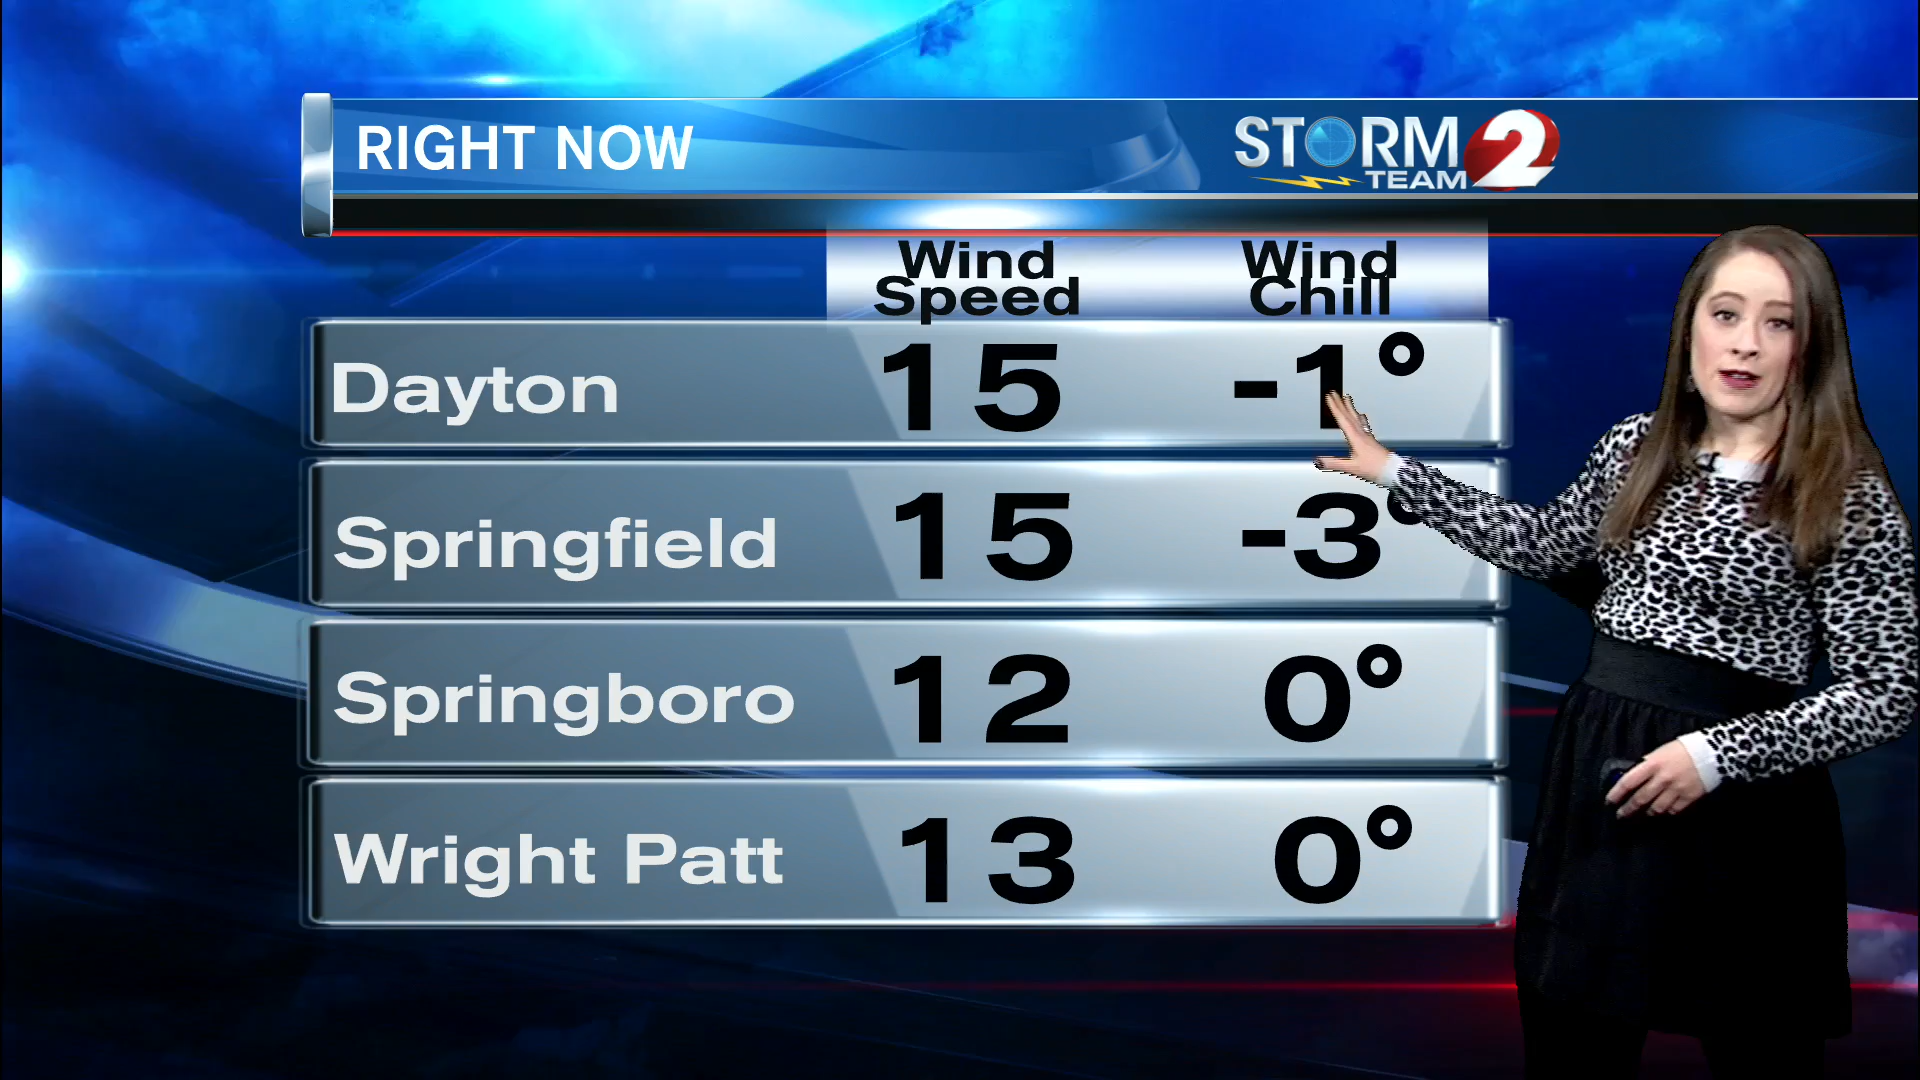 RIGHT NOW
STORM
TEAM 2
Wind
Speed
Wind
Chill
Dayton 15 -1°
Springfield 15 -3°
Springboro 12 0°
Wright Patt 13 0°